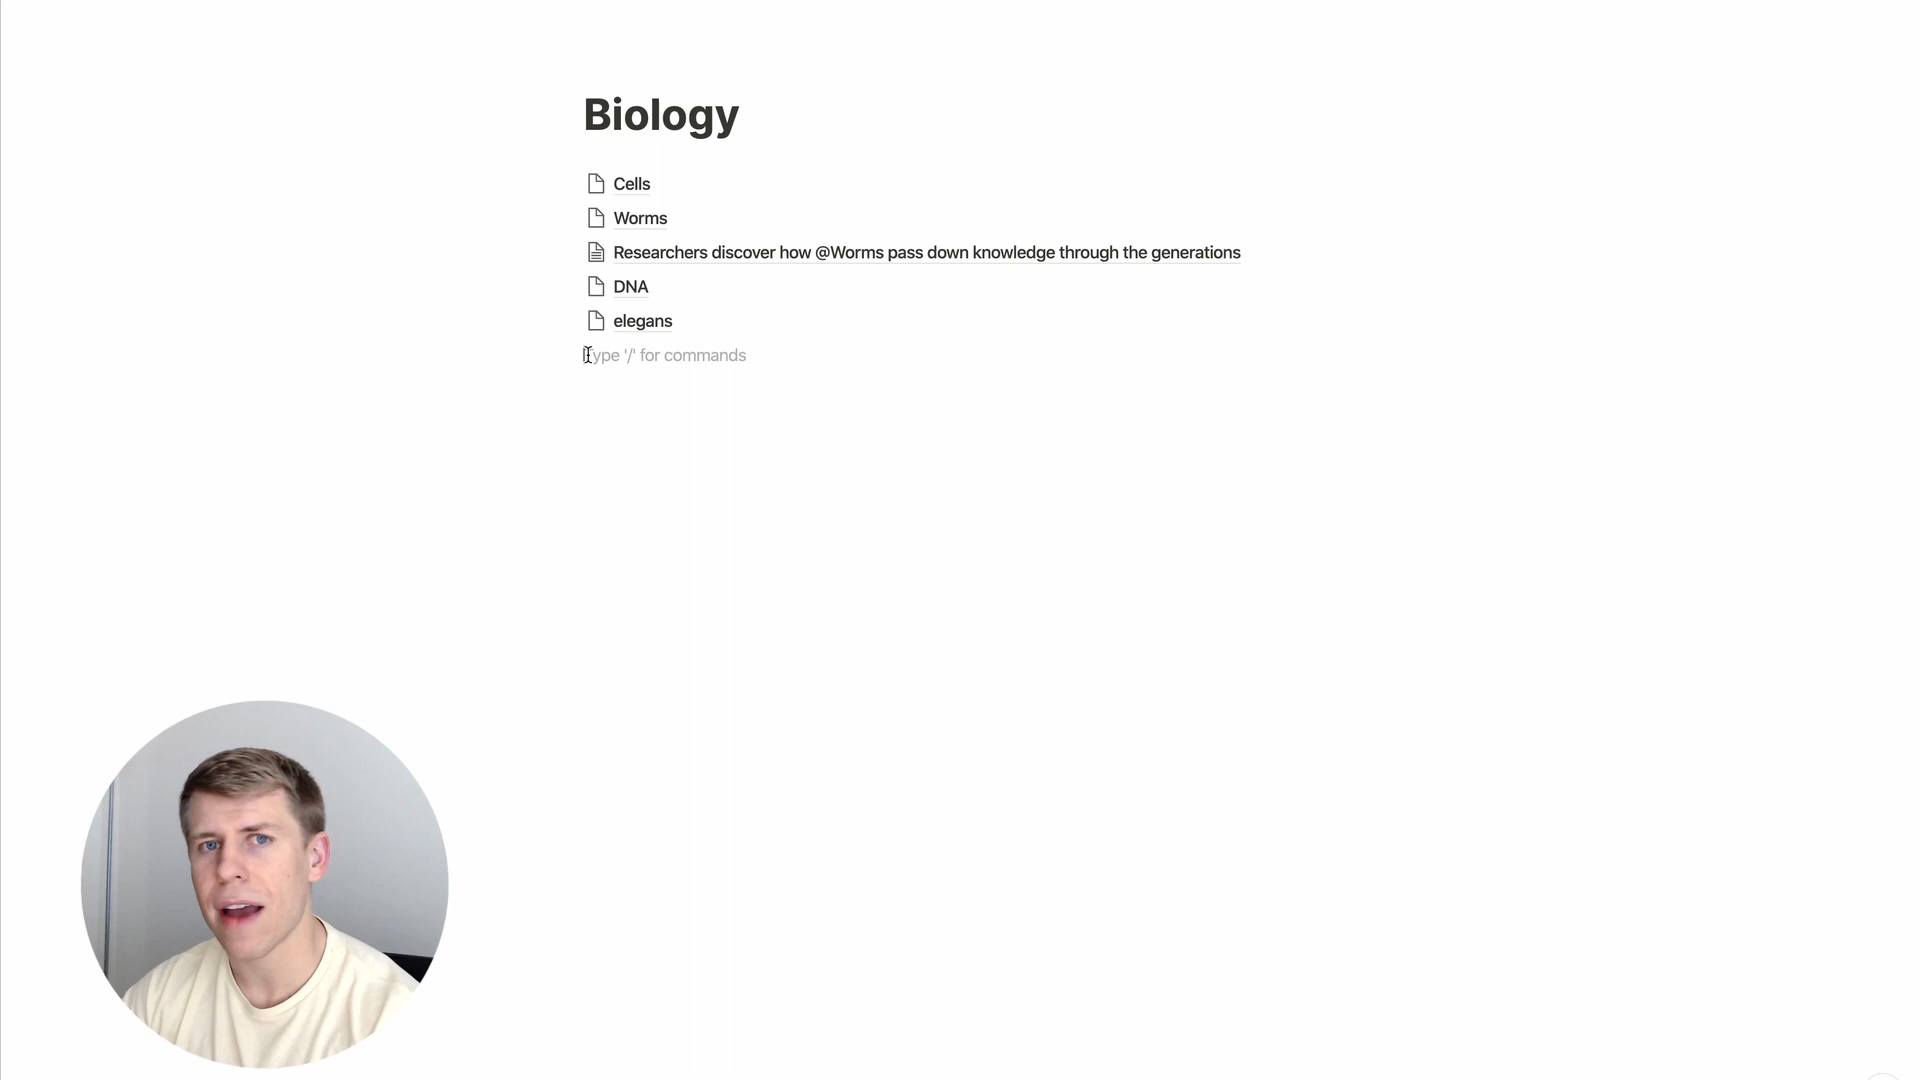 Biology
Cells
Worms
Researchers discover how @Worms pass down knowledge through the generations
DNA
elegans
Type '/' for commands